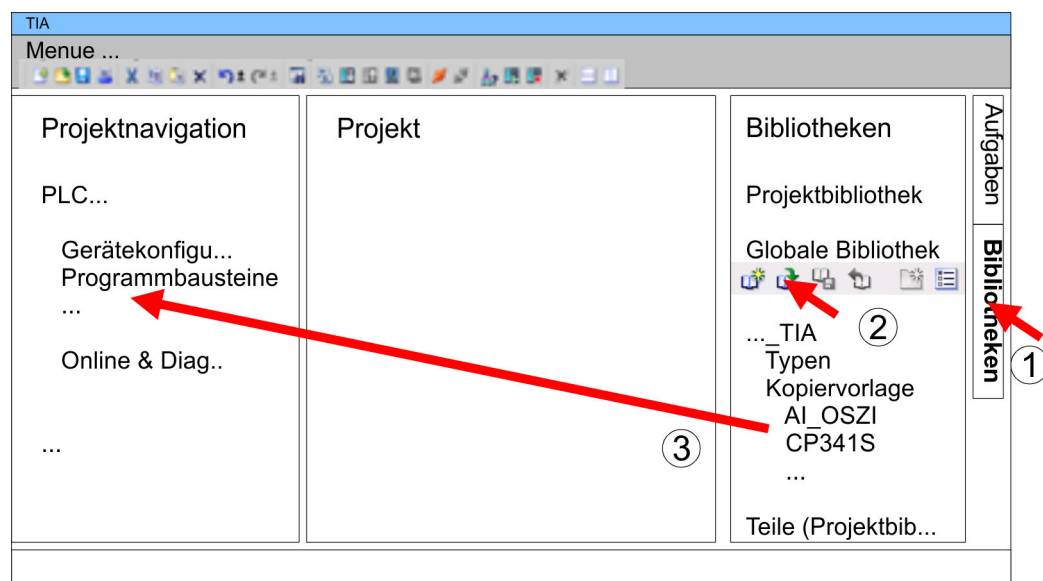 TIA
Menue ...
Projektnavigation
PLC...
Gerätekonfigu...
Programmbausteine
...
Online & Diag..
...
Projekt
③
Bibliotheken
Projektbibliothek
Globale Bibliothek
②
..._TIA
Typen
Kopiervorlage
AI_OSZI
CP341S
...
Teile (Projektbib...
Aufgaben
Bibliotheken
①